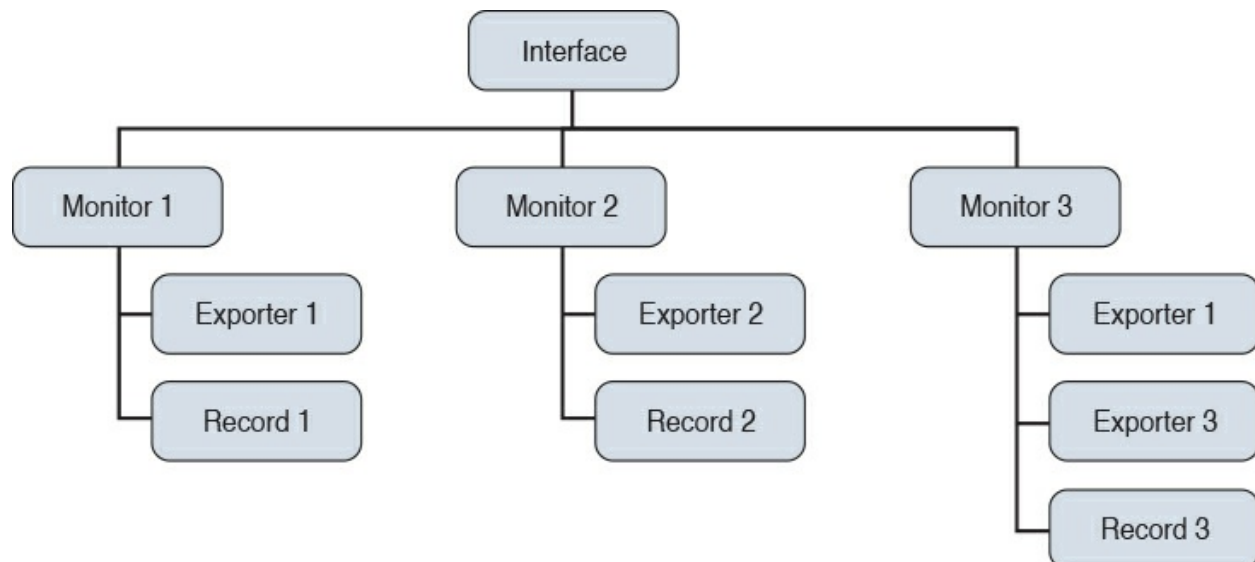 Interface
Monitor 1
Monitor 2
Monitor 3
Exporter 1
Exporter 2
Exporter 1
Record 1
Record 2
Exporter 3
Record 3